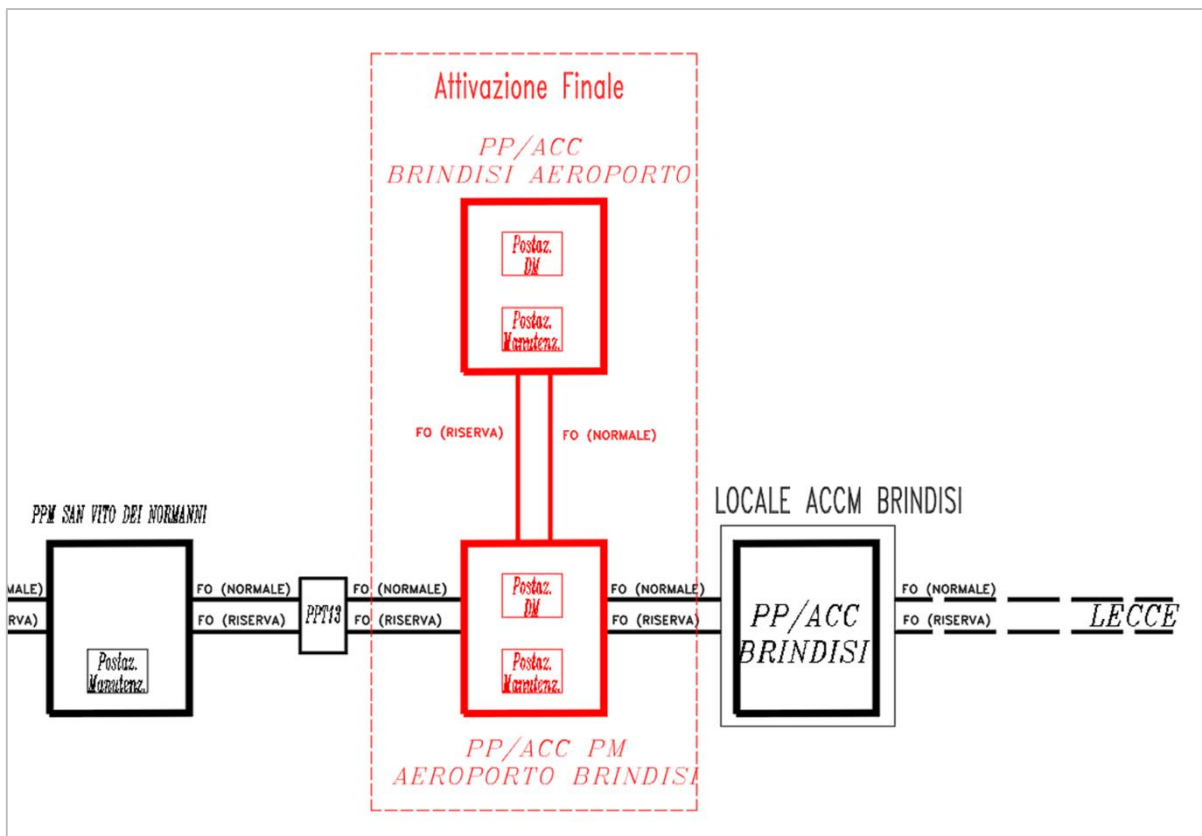 Attivazione Finale
PP/ACC
BRINDISI AEROPORTO
Postaz.
DM
Postaz.
Manutenz.
FO (RISERVA)
FO (NORMALE)
PPM SAN VITO DEI NORMANNI
LOCALE ACCM BRINDISI
MALE)
FO (NORMALE)
FO (NORMALE)
FO (NORMALE)
FO (NORMALE)
RVA)
FO (RISERVA)
FO (RISERVA)
FO (RISERVA)
FO (RISERVA)
PPT13
Postaz.
DM
Postaz.
Manutenz.
Postaz.
Manutenz.
PP/ACC
BRINDISI
LECCE
PP/ACC PM
AEROPORTO BRINDISI